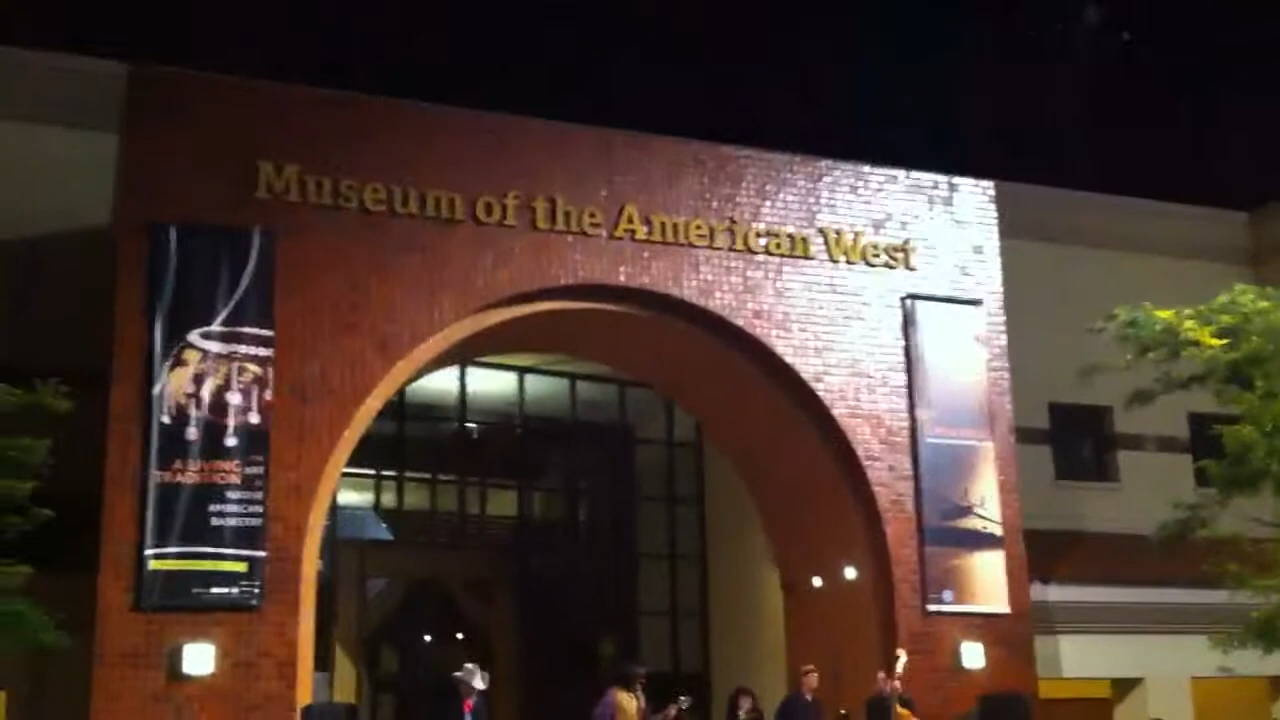 Museum of the American West
A LIVING
TRADITION
NATIVE
AMERICAN
BASKETRY